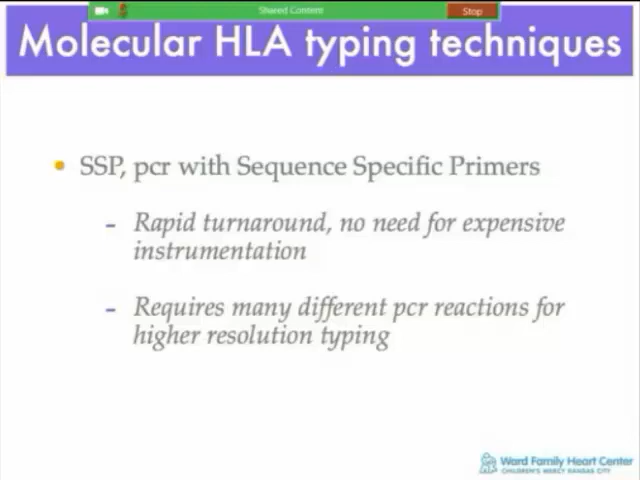 Shared Content
Stop
Molecular HLA typing techniques
• SSP, pcr with Sequence Specific Primers
- Rapid turnaround, no need for expensive
instrumentation
- Requires many different pcr reactions for
higher resolution typing
Ward Family Heart Center
CHILDREN'S MERCY KANSAS CITY